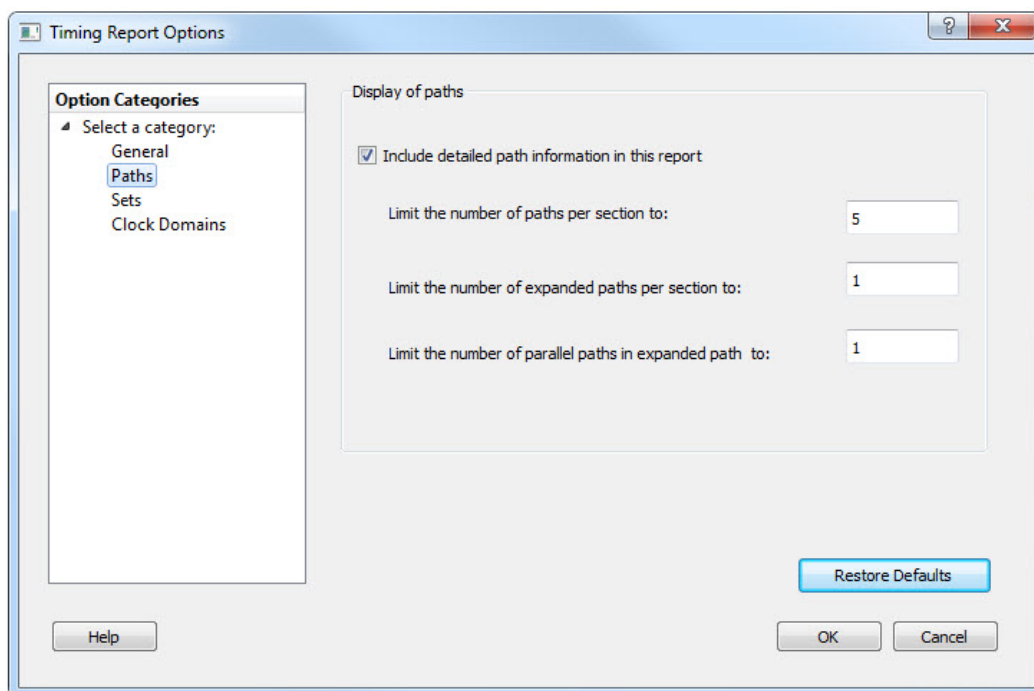 Timing Report Options
Option Categories
Select a category:
General
Paths
Sets
Clock Domains
Display of paths
Include detailed path information in this report
Limit the number of paths per section to: 5
Limit the number of expanded paths per section to: 1
Limit the number of parallel paths in expanded path to: 1
Restore Defaults
Help OK Cancel